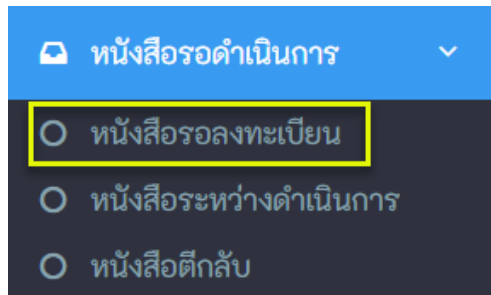 หนังสือรอดำเนินการ
หนังสือรอลงทะเบียน
หนังสือระหว่างดำเนินการ
หนังสือตีกลับ